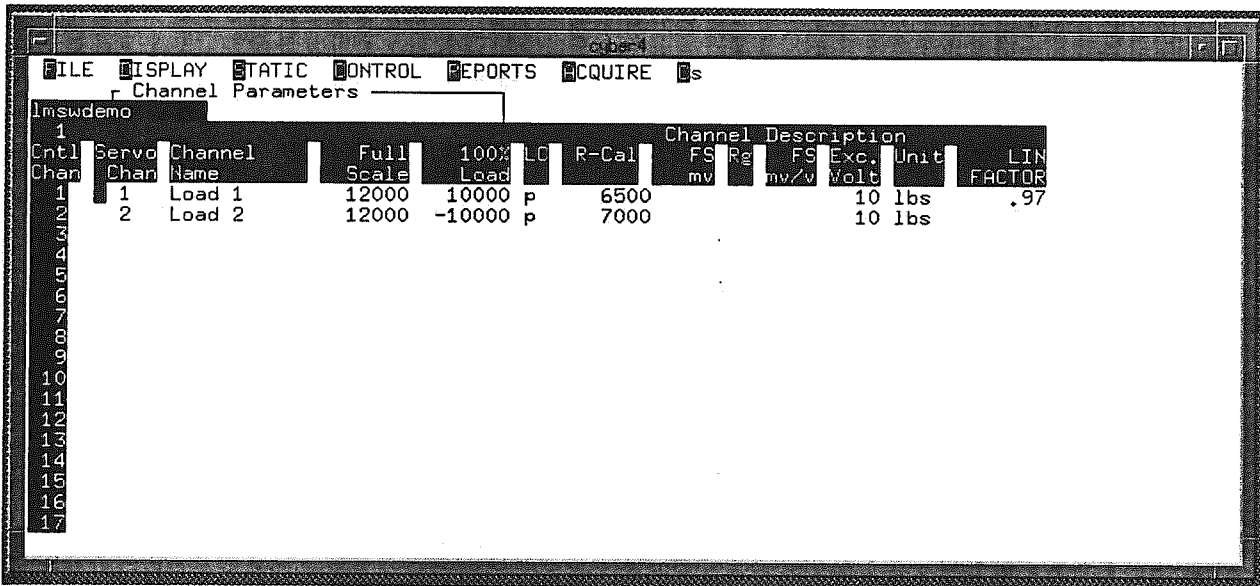 cyber4
FILE DISPLAY STATIC CONTROL REPORTS ACQUIRE Ds
Channel Parameters
lmswdemo
1 Channel Description
Cntl Servo Channel Full 100% LC R-Cal FS Rg FS Exc. Unit LIN
Chan Chan Name Scale Load mv mv/v Volt FACTOR
1 1 Load 1 12000 10000 p 6500 10 lbs .97
2 2 Load 2 12000 -10000 p 7000 10 lbs
3
4
5
6
7
8
9
10
11
12
13
14
15
16
17